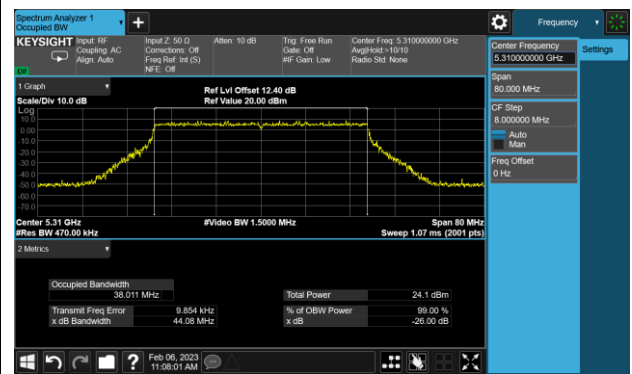 Spectrum Analyzer 1
Occupied BW
Frequency
KEYSIGHT
Input: RF
Coupling: AC
Align: Auto
Input Z: 50 Ω
Corrections: Off
Freq Ref: Int (S)
NFE: Off
Atten: 10 dB
Trig: Free Run
Gate: Off
#IF Gain: Low
Center Freq: 5.310000000 GHz
Avg|Hold:>10/10
Radio Std: None
Center Frequency
5.310000000 GHz
Settings
Span
80.000 MHz
CF Step
8.000000 MHz
Auto
Man
Freq Offset
0 Hz
1 Graph
Scale/Div 10.0 dB
Ref Lvl Offset 12.40 dB
Ref Value 20.00 dBm
Log
10.0
0.00
-10.0
-20.0
-30.0
-40.0
-50.0
-60.0
-70.0
Center 5.31 GHz
#Video BW 1.5000 MHz
Span 80 MHz
#Res BW 470.00 kHz
Sweep 1.07 ms (2001 pts)
2 Metrics
Occupied Bandwidth
38.011 MHz
Total Power 24.1 dBm
Transmit Freq Error 9.854 kHz
% of OBW Power 99.00 %
x dB Bandwidth 44.08 MHz
x dB -26.00 dB
?
Feb 06, 2023
11:08:01 AM